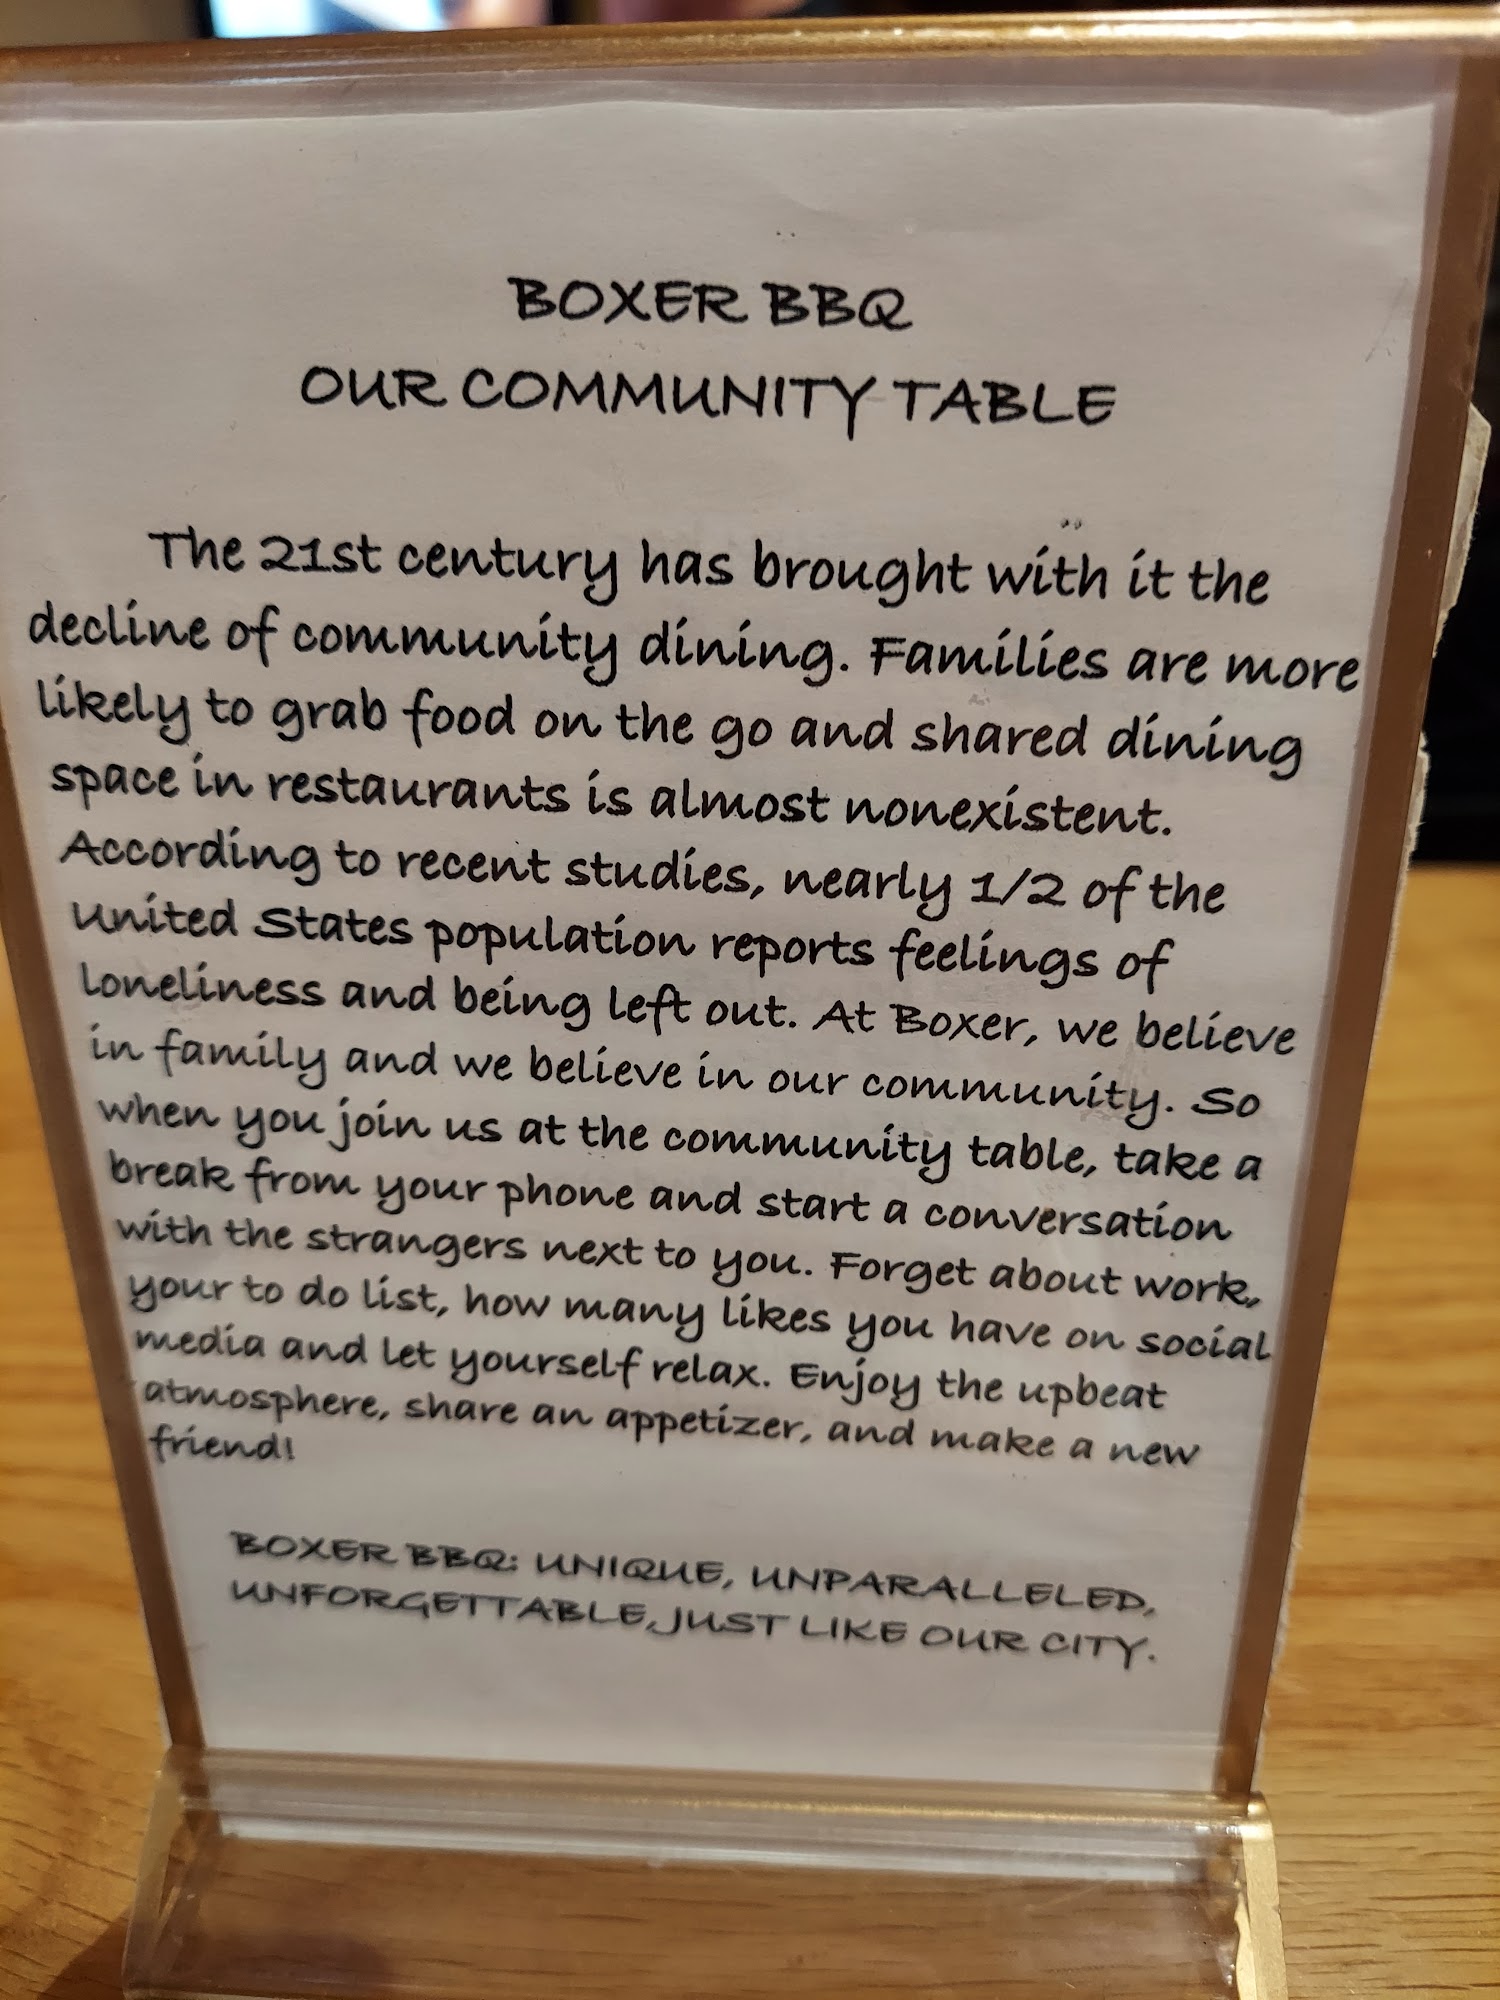 BOXER BBQ
OUR COMMUNITY TABLE
The 21st century has brought with it the
decline of community dining. Families are more
likely to grab food on the go and shared dining
space in restaurants is almost nonexistent.
According to recent studies, nearly 1/2 of the
United States population reports feelings of
loneliness and being left out. At Boxer, we believe
in family and we believe in our community. So
when you join us at the community table, take a
break from your phone and start a conversation
with the strangers next to you. Forget about work,
your to do list, how many likes you have on social
media and let yourself relax. Enjoy the upbeat
atmosphere, share an appetizer, and make a new
friend!
BOXER BBQ: UNIQUE, UNPARALLELED,
UNFORGETTABLE, JUST LIKE OUR CITY.